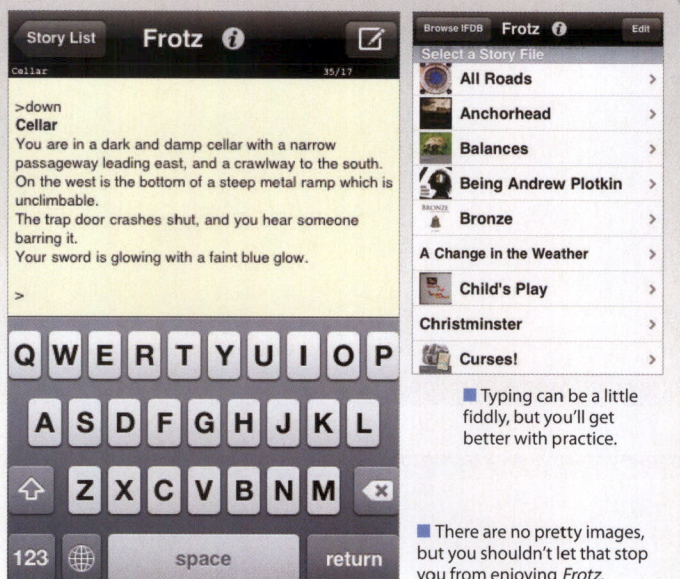 Story List
Frotz i
Cellar 35/17
>down
Cellar
You are in a dark and damp cellar with a narrow
passageway leading east, and a crawlway to the south.
On the west is the bottom of a steep metal ramp which is
unclimbable.
The trap door crashes shut, and you hear someone
barring it.
Your sword is glowing with a faint blue glow.
>
Q W E R T Y U I O P
A S D F G H J K L
Z X C V B N M
123 space return
Browse IFDB Frotz i Edit
Select a Story File
All Roads
Anchorhead
Balances
Being Andrew Plotkin
BRONZE
Bronze
A Change in the Weather
Child's Play
Christminster
Curses!
Typing can be a little
fiddly, but you'll get
better with practice.
There are no pretty images,
but you shouldn't let that stop
you from enjoying Frotz.